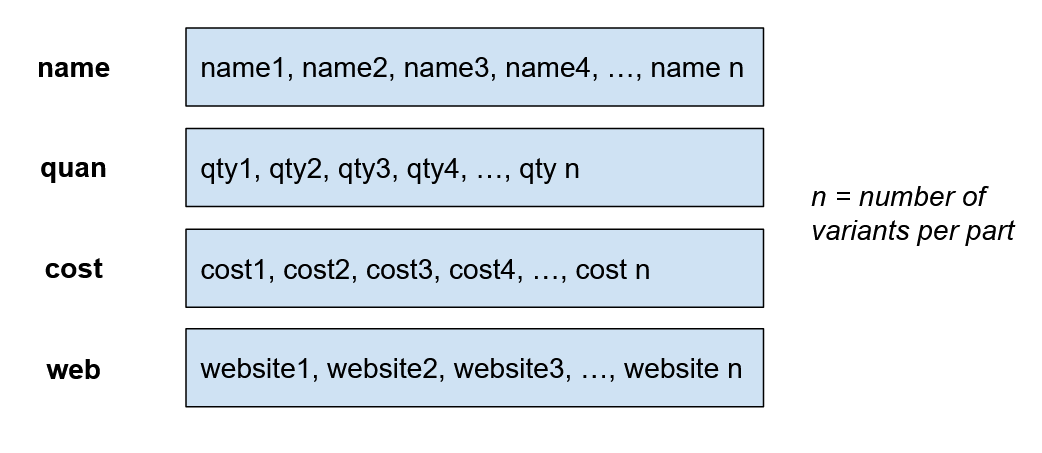 name
name1, name2, name3, name4, …, name n
quan
qty1, qty2, qty3, qty4, …, qty n
cost
cost1, cost2, cost3, cost4, …, cost n
web
website1, website2, website3, …, website n
n = number of
variants per part